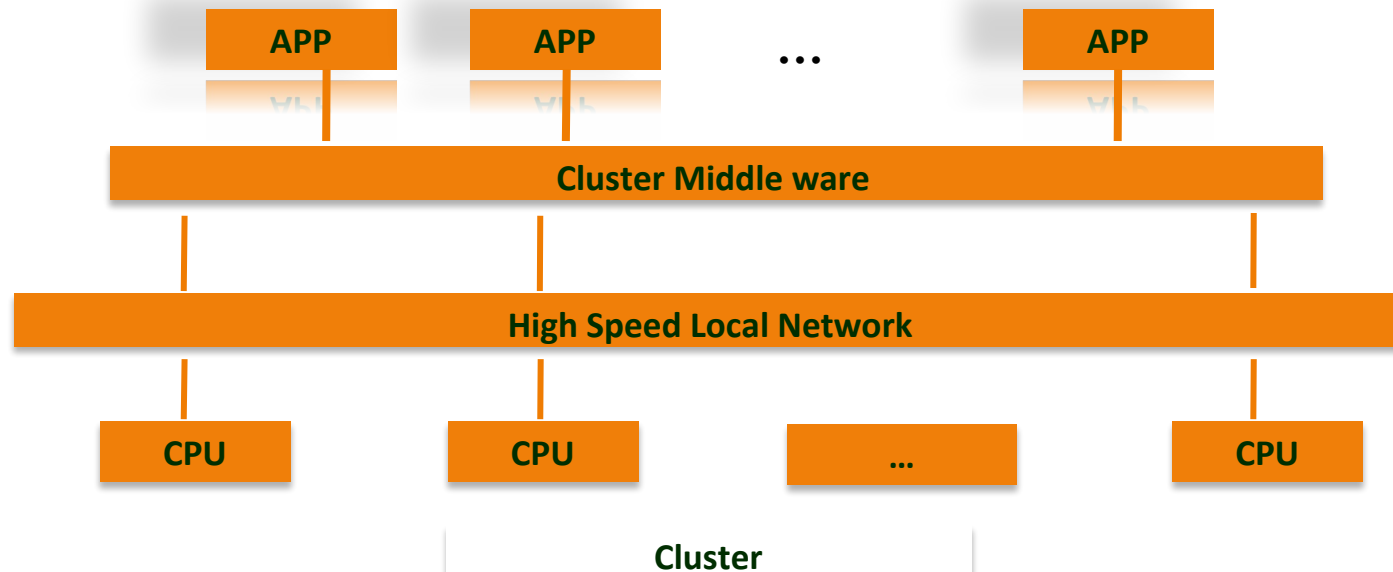 APP APP ... APP
Cluster Middle ware
High Speed Local Network
CPU CPU ... CPU
Cluster